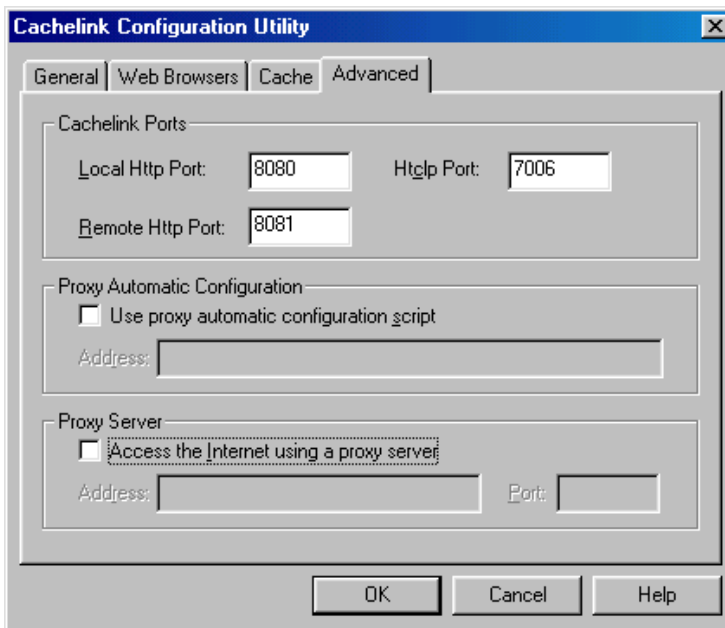 Cachelink Configuration Utility
General Web Browsers Cache Advanced
Cachelink Ports
Local Http Port: 8080 Htclp Port: 7006
Remote Http Port: 8081
Proxy Automatic Configuration
Use proxy automatic configuration script
Address:
Proxy Server
Access the Internet using a proxy server
Address: Port:
OK Cancel Help